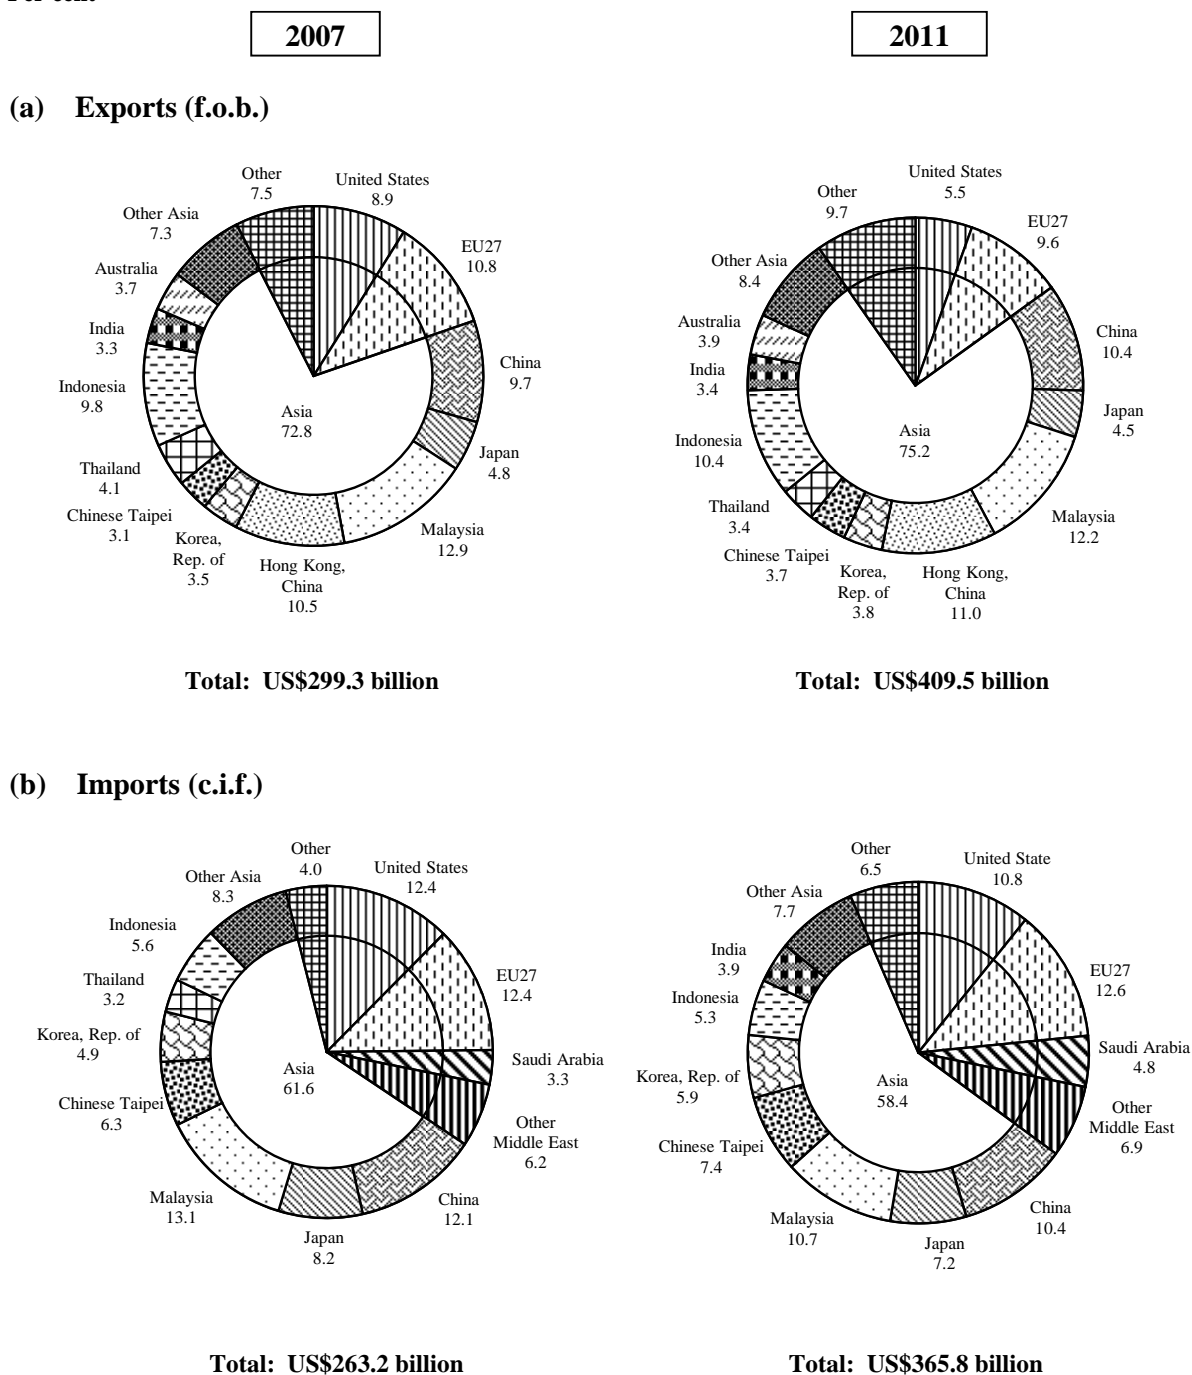 2007
2011
(a) Exports (f.o.b.)
Other
7.5
United States
8.9
EU27
10.8
China
9.7
Japan
4.8
Malaysia
12.9
Hong Kong,
China
10.5
Korea,
Rep. of
3.5
Chinese Taipei
3.1
Thailand
4.1
Indonesia
9.8
India
3.3
Australia
3.7
Other Asia
7.3
Asia
72.8
Total: US$299.3 billion
Other
9.7
United States
5.5
EU27
9.6
China
10.4
Japan
4.5
Malaysia
12.2
Hong Kong,
China
11.0
Korea,
Rep. of
3.8
Chinese Taipei
3.7
Thailand
3.4
Indonesia
10.4
India
3.4
Australia
3.9
Other Asia
8.4
Asia
75.2
Total: US$409.5 billion
(b) Imports (c.i.f.)
Other
4.0
United States
12.4
EU27
12.4
Saudi Arabia
3.3
Other
Middle East
6.2
China
12.1
Japan
8.2
Malaysia
13.1
Chinese Taipei
6.3
Korea, Rep. of
4.9
Thailand
3.2
Indonesia
5.6
Other Asia
8.3
Asia
61.6
Total: US$263.2 billion
Other
6.5
United State
10.8
EU27
12.6
Saudi Arabia
4.8
Other
Middle East
6.9
China
10.4
Japan
7.2
Malaysia
10.7
Chinese Taipei
7.4
Korea, Rep. of
5.9
Indonesia
5.3
India
3.9
Other Asia
7.7
Asia
58.4
Total: US$365.8 billion